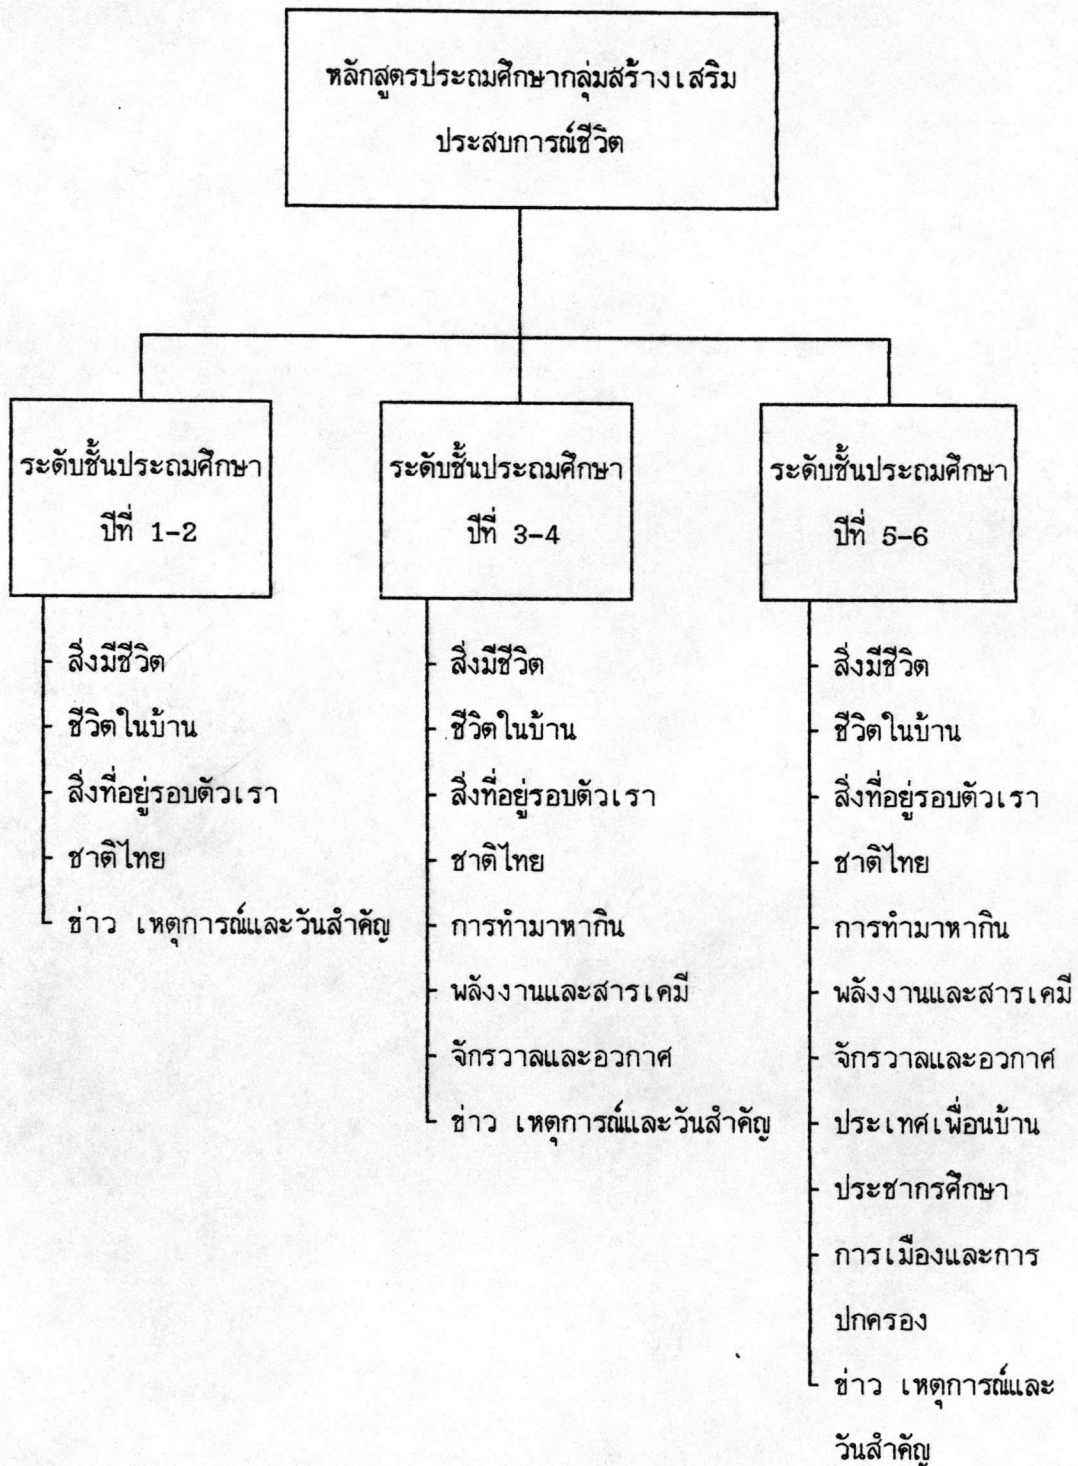 หลักสูตรประถมศึกษากลุ่มสร้างเสริม
ประสบการณ์ชีวิต
ระดับชั้นประถมศึกษา
ปีที่ 1-2
- สิ่งมีชีวิต
- ชีวิตในบ้าน
- สิ่งที่อยู่รอบตัวเรา
- ชาติไทย
- ข่าว เหตุการณ์และวันสำคัญ
ระดับชั้นประถมศึกษา
ปีที่ 3-4
- สิ่งมีชีวิต
- ชีวิตในบ้าน
- สิ่งที่อยู่รอบตัวเรา
- ชาติไทย
- การทำมาหากิน
- พลังงานและสารเคมี
- จักรวาลและอวกาศ
- ข่าว เหตุการณ์และวันสำคัญ
ระดับชั้นประถมศึกษา
ปีที่ 5-6
- สิ่งมีชีวิต
- ชีวิตในบ้าน
- สิ่งที่อยู่รอบตัวเรา
- ชาติไทย
- การทำมาหากิน
- พลังงานและสารเคมี
- จักรวาลและอวกาศ
- ประเทศเพื่อนบ้าน
- ประชากรศึกษา
- การเมืองและการ
ปกครอง
- ข่าว เหตุการณ์และ
วันสำคัญ